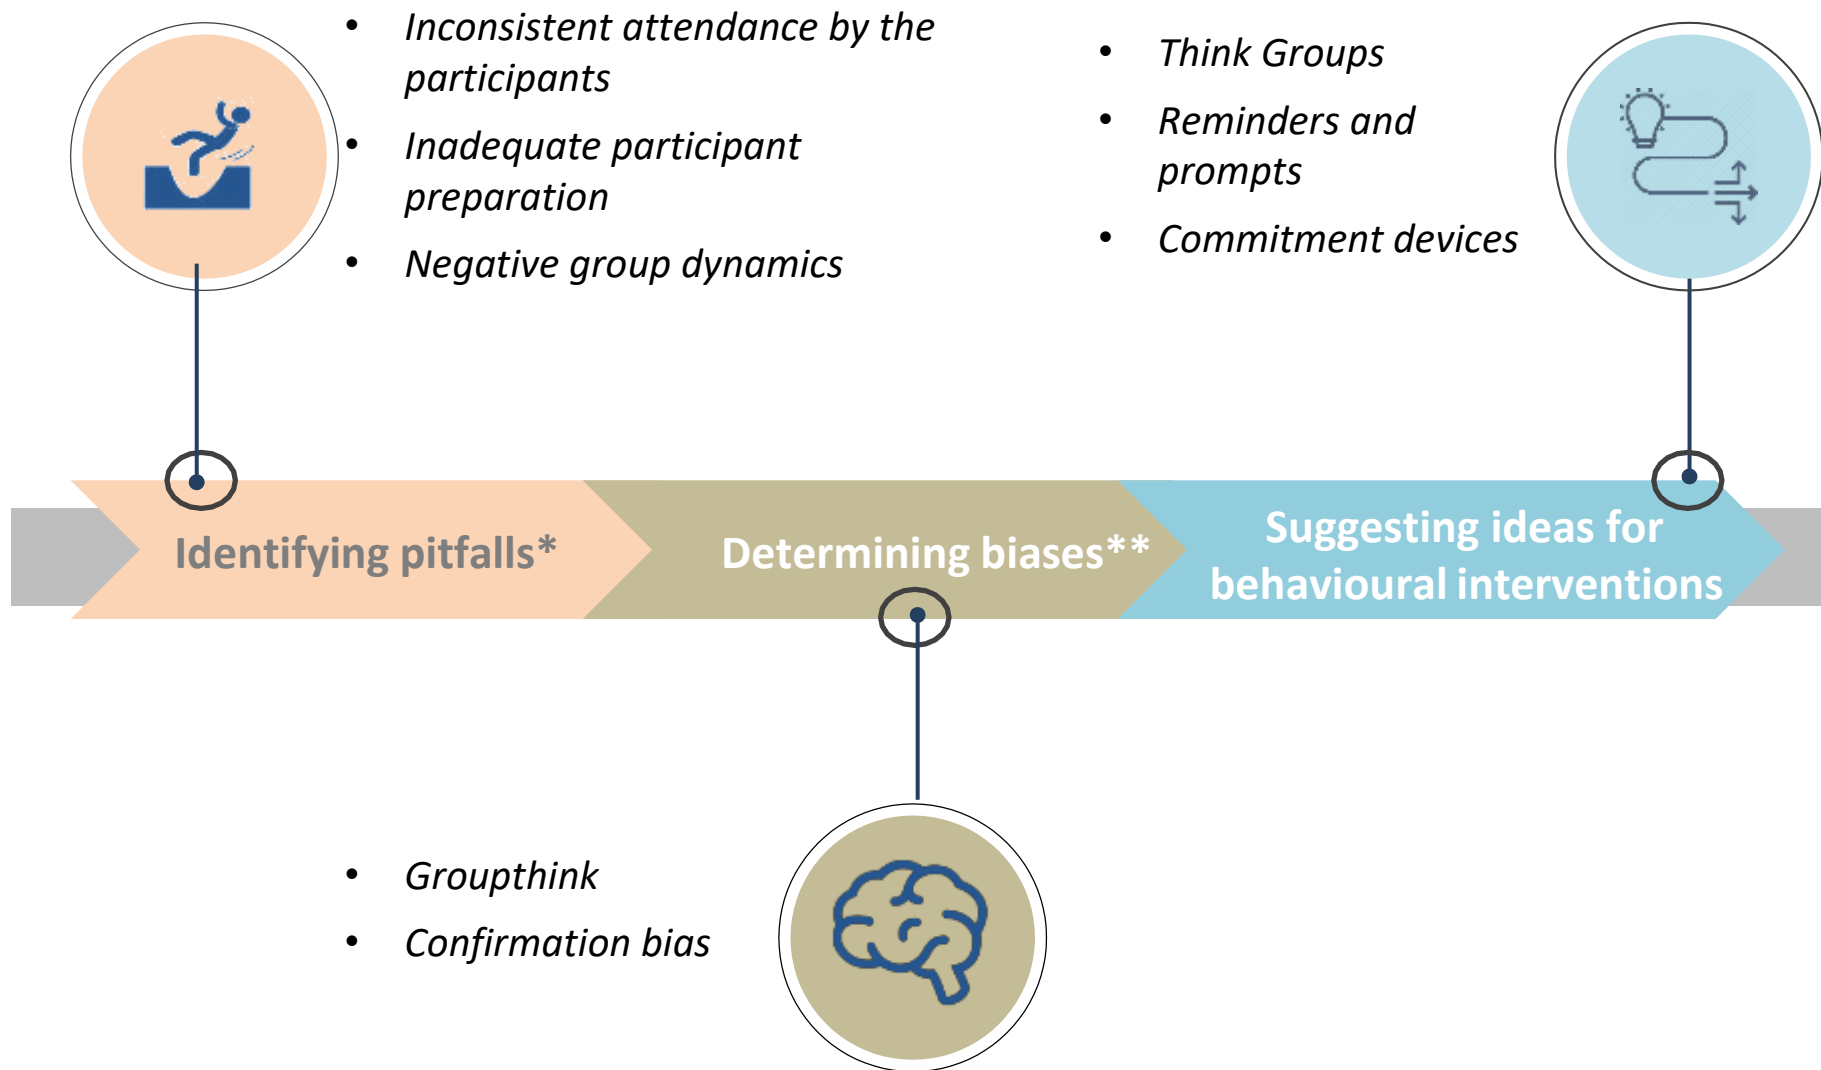 • Inconsistent attendance by the
participants
• Inadequate participant
preparation
• Negative group dynamics
• Think Groups
• Reminders and
prompts
• Commitment devices
Identifying pitfalls*
Determining biases**
Suggesting ideas for
behavioural interventions
• Groupthink
• Confirmation bias